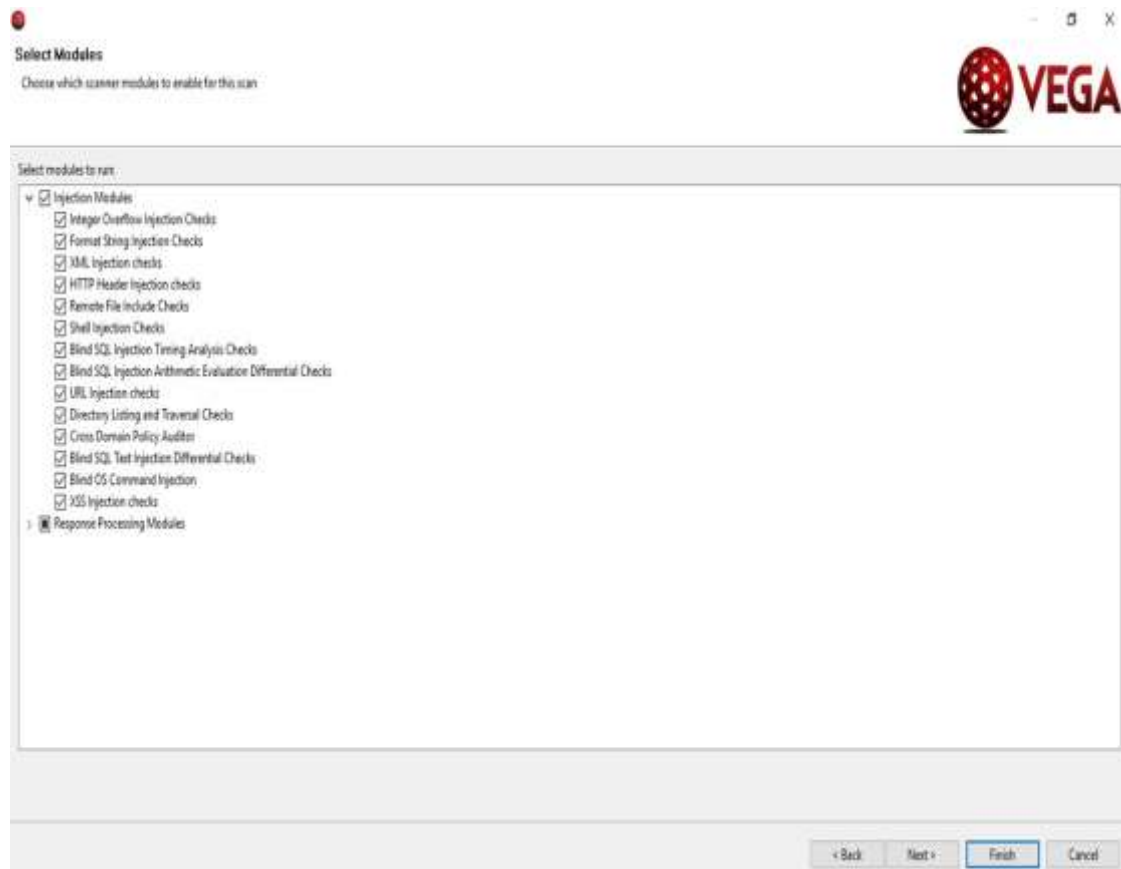 Select Modules
Choose which scanner modules to enable for this scan
VEGA
Select modules to run:
Injection Modules
Integer Overflow Injection Checks
Format String Injection Checks
XML Injection checks
HTTP Header Injection checks
Remote File Include Checks
Shell Injection Checks
Blind SQL Injection Timing Analysis Checks
Blind SQL Injection Arithmetic Evaluation Differential Checks
URL Injection checks
Directory Listing and Traversal Checks
Cross Domain Policy Auditor
Blind SQL Text Injection Differential Checks
Blind OS Command Injection
XSS Injection checks
Response Processing Modules
< Back Next > Finish Cancel